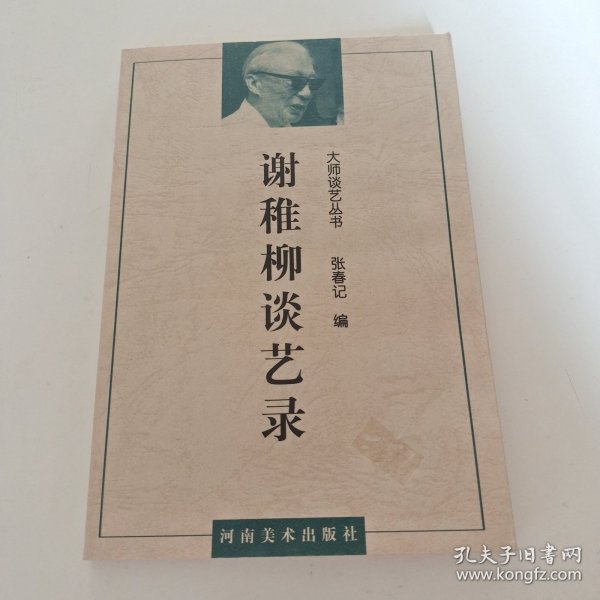 谢稚柳谈艺录
大师谈艺丛书 张春记 编
河南美术出版社
孔夫子旧书网
www.kongfz.com